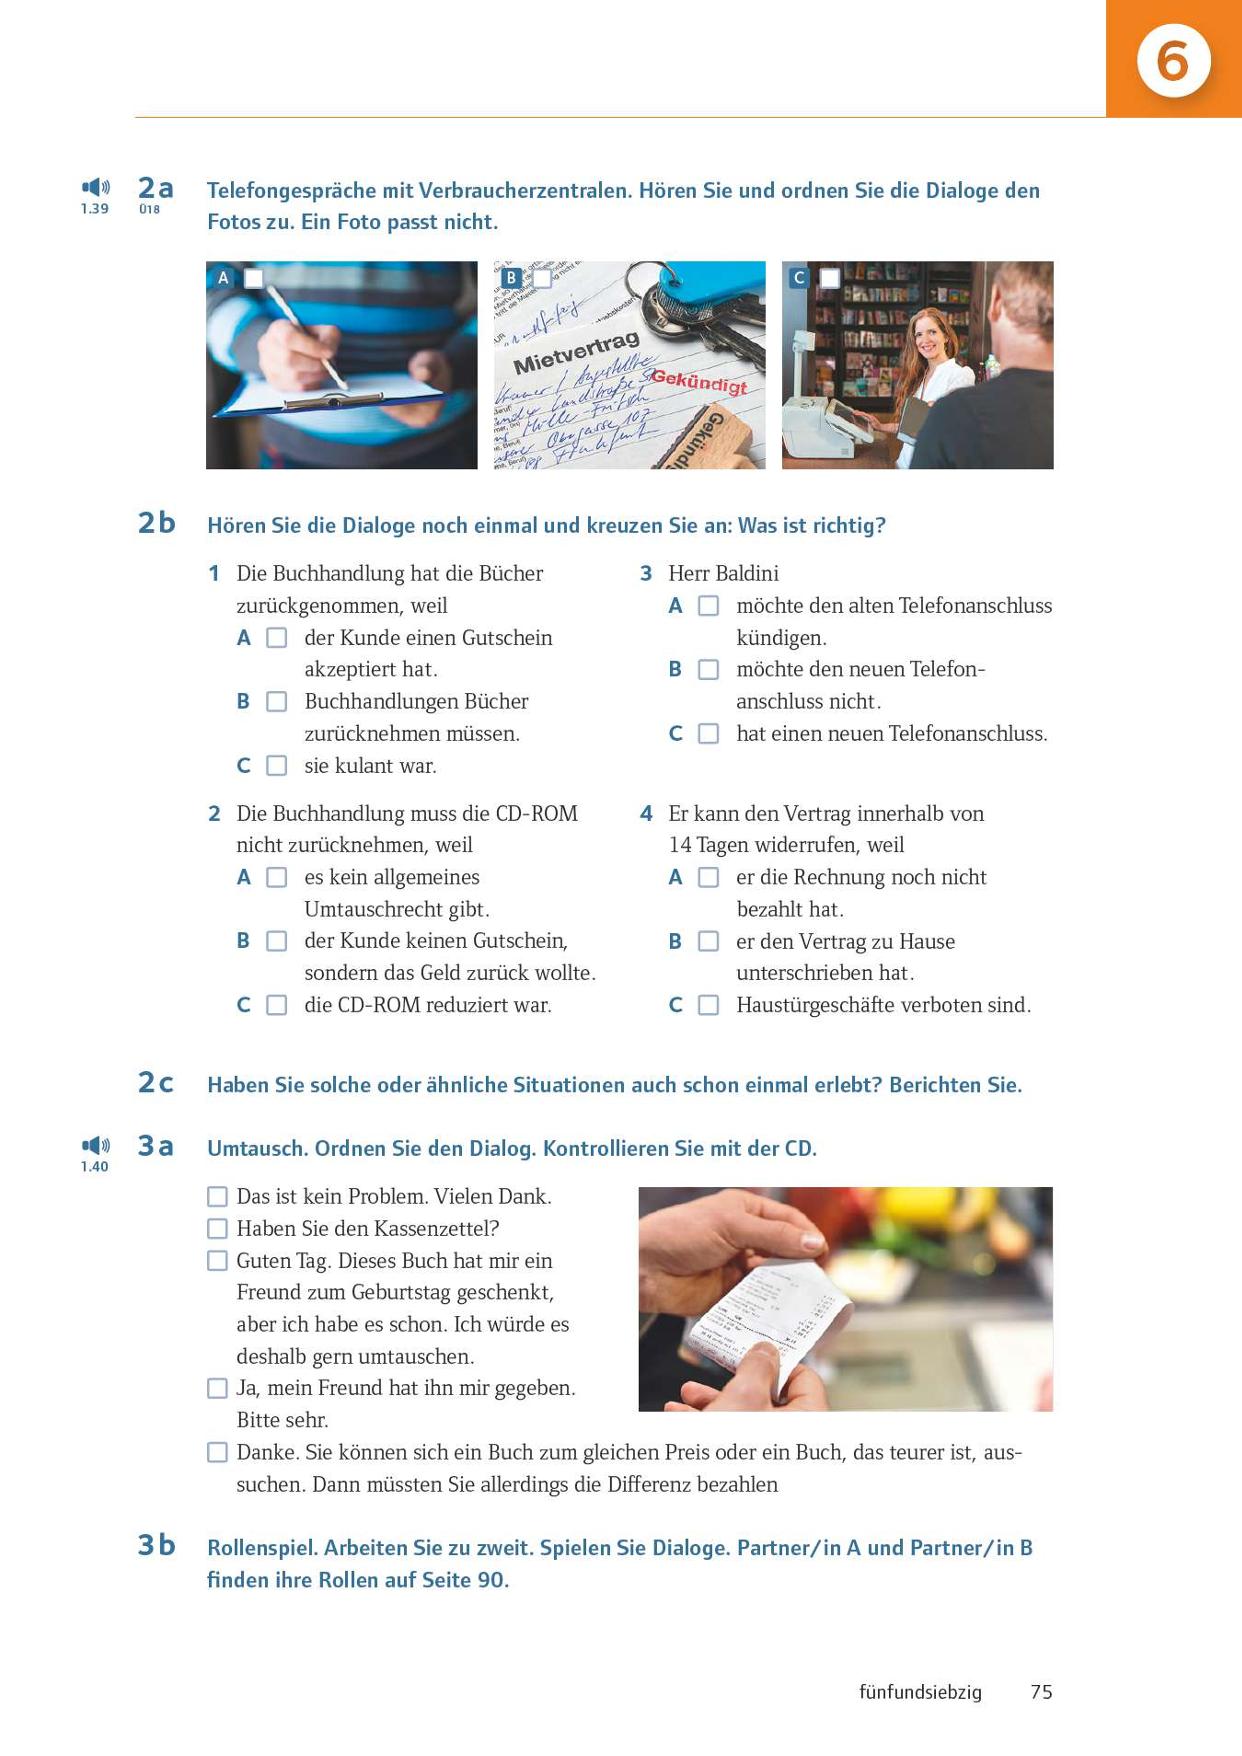 6
2a Telefongespräche mit Verbraucherzentralen. Hören Sie und ordnen Sie die Dialoge den
1.39 Ü18
Fotos zu. Ein Foto passt nicht.
A
B
C
Mietvertrag
Gekündigt
2b Hören Sie die Dialoge noch einmal und kreuzen Sie an: Was ist richtig?
1 Die Buchhandlung hat die Bücher
zurückgenommen, weil
A der Kunde einen Gutschein
akzeptiert hat.
B Buchhandlungen Bücher
zurücknehmen müssen.
C sie kulant war.
2 Die Buchhandlung muss die CD-ROM
nicht zurücknehmen, weil
A es kein allgemeines
Umtauschrecht gibt.
B der Kunde keinen Gutschein,
sondern das Geld zurück wollte.
C die CD-ROM reduziert war.
3 Herr Baldini
A möchte den alten Telefonanschluss
kündigen.
B möchte den neuen Telefon-
anschluss nicht.
C hat einen neuen Telefonanschluss.
4 Er kann den Vertrag innerhalb von
14 Tagen widerrufen, weil
A er die Rechnung noch nicht
bezahlt hat.
B er den Vertrag zu Hause
unterschrieben hat.
C Haustürgeschäfte verboten sind.
2c Haben Sie solche oder ähnliche Situationen auch schon einmal erlebt? Berichten Sie.
3a Umtausch. Ordnen Sie den Dialog. Kontrollieren Sie mit der CD.
1.40
Das ist kein Problem. Vielen Dank.
Haben Sie den Kassenzettel?
Guten Tag. Dieses Buch hat mir ein
Freund zum Geburtstag geschenkt,
aber ich habe es schon. Ich würde es
deshalb gern umtauschen.
Ja, mein Freund hat ihn mir gegeben.
Bitte sehr.
Danke. Sie können sich ein Buch zum gleichen Preis oder ein Buch, das teurer ist, aus-
suchen. Dann müssten Sie allerdings die Differenz bezahlen
3b Rollenspiel. Arbeiten Sie zu zweit. Spielen Sie Dialoge. Partner/in A und Partner/in B
finden ihre Rollen auf Seite 90.
fünfundsiebzig 75